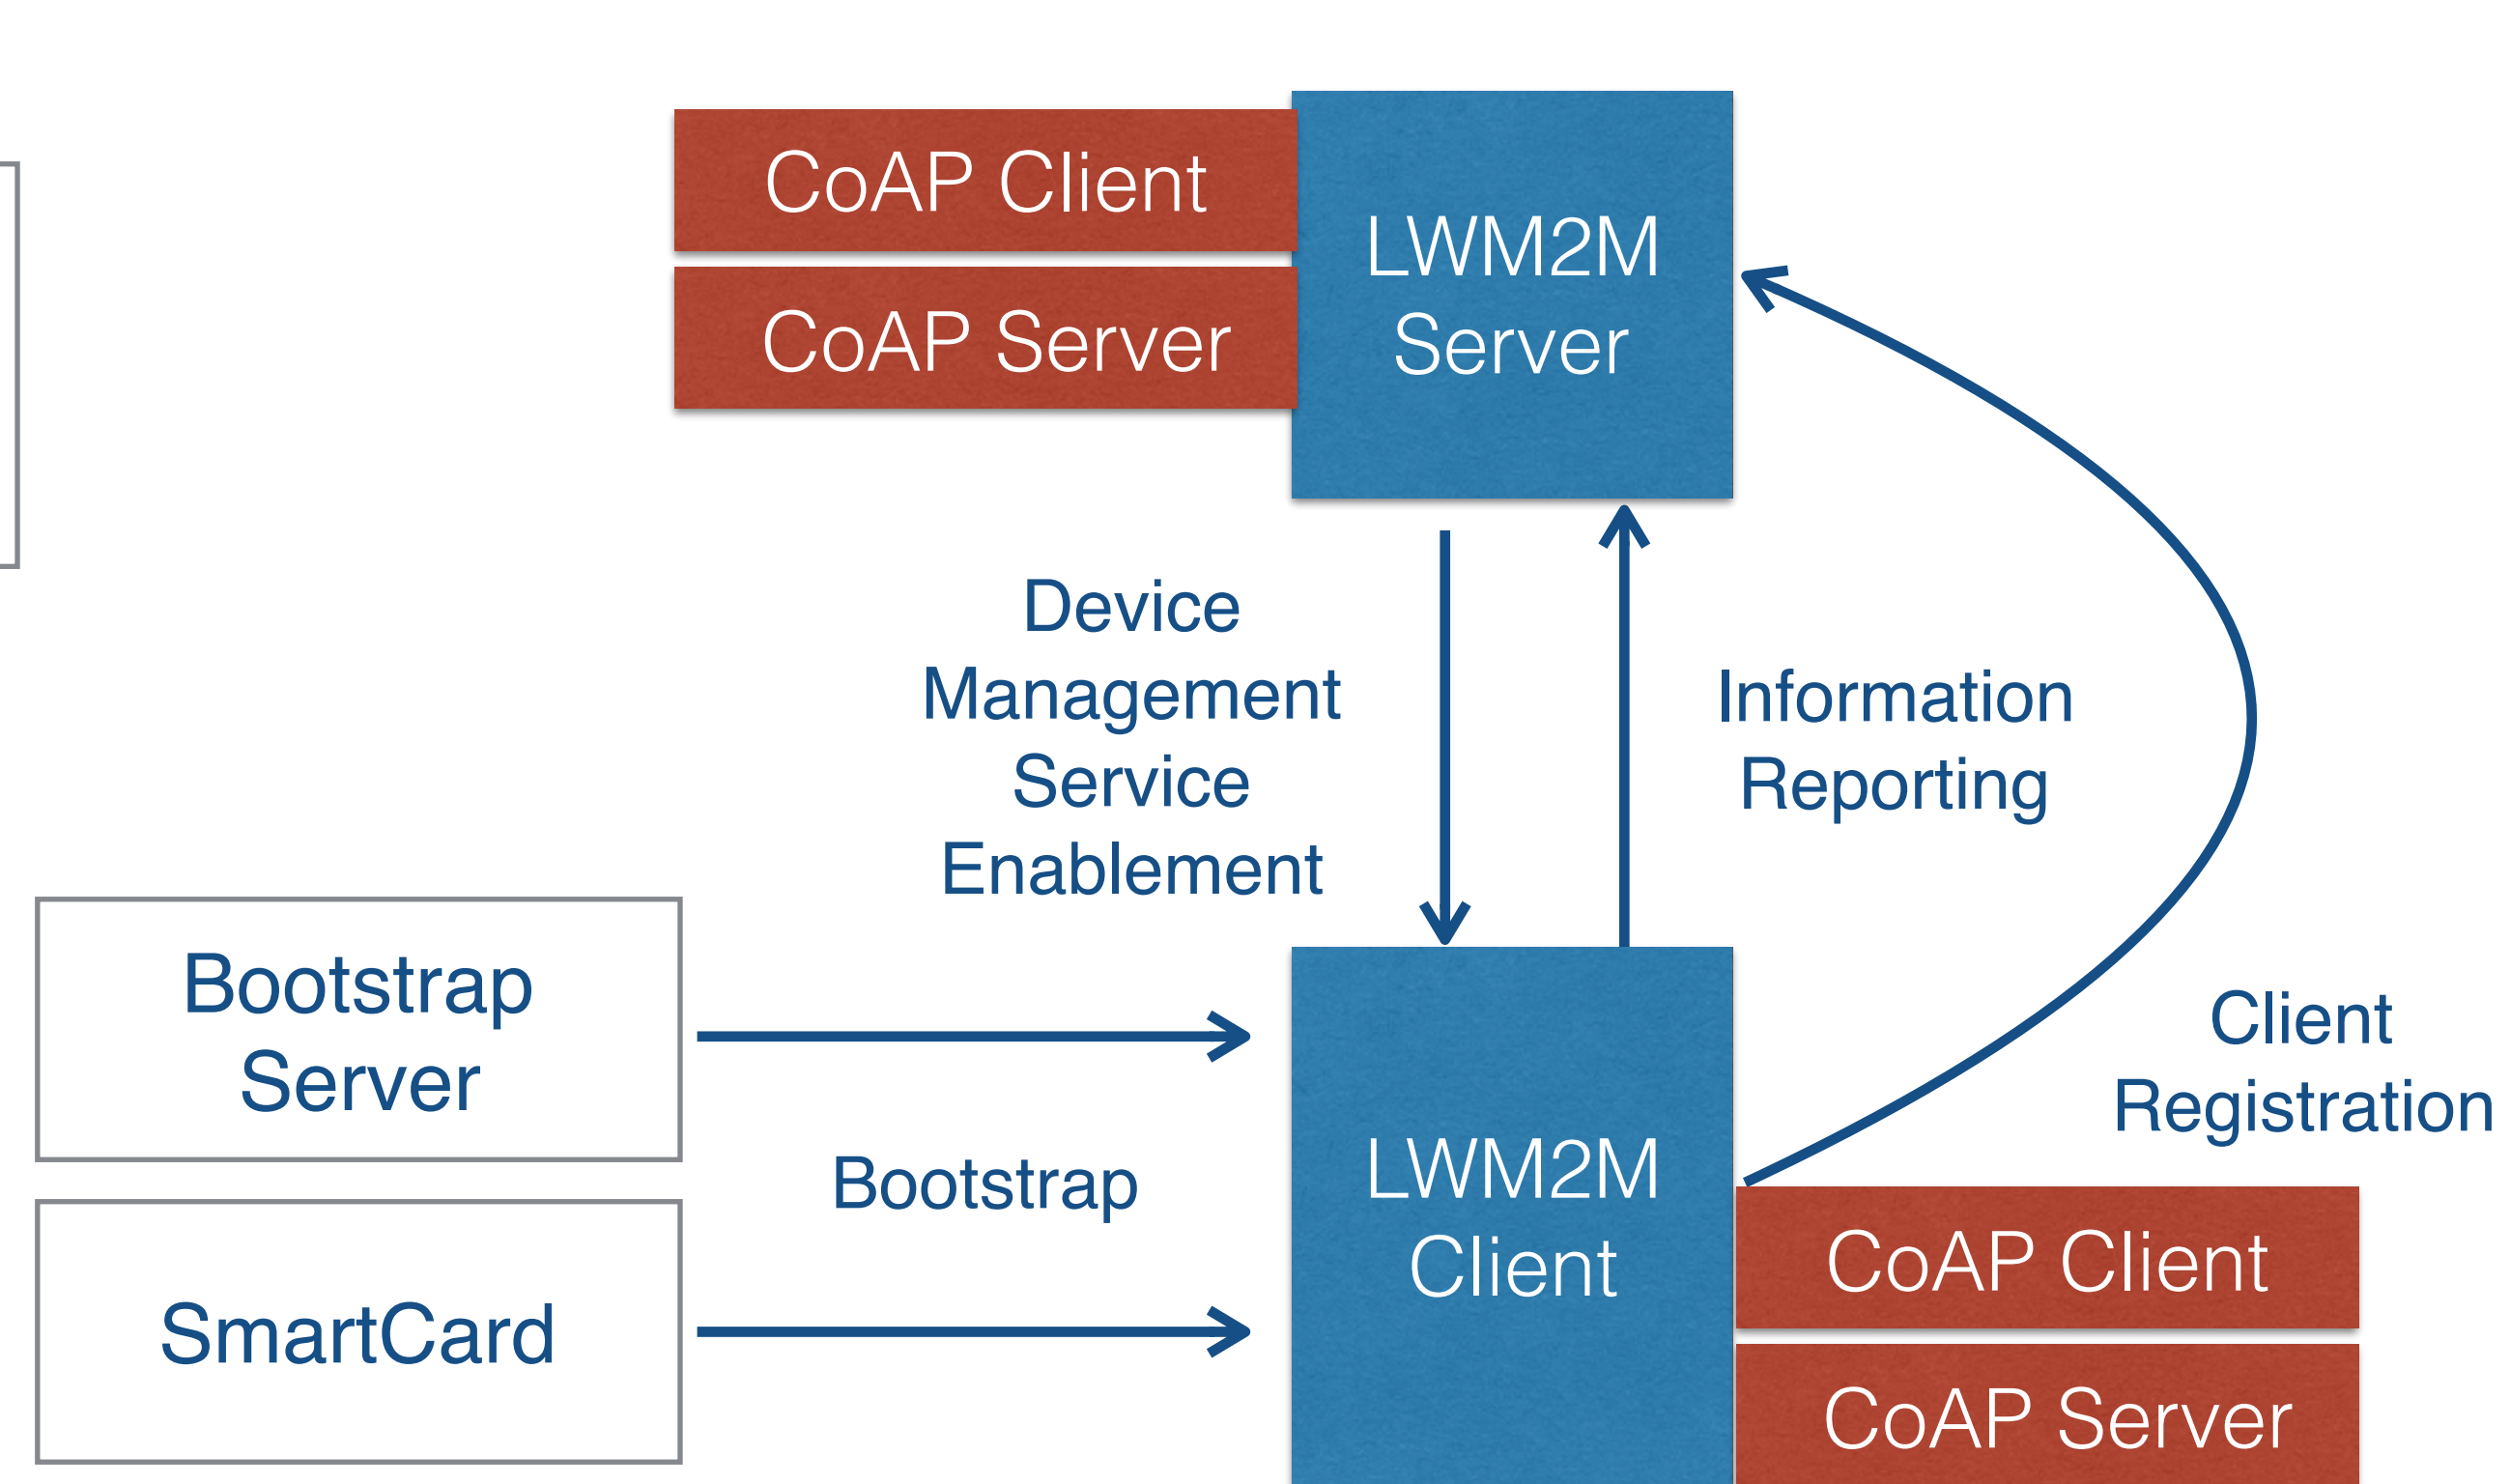 CoAP Client
CoAP Server
LWM2M
Server
Device
Management
Service
Enablement
Information
Reporting
Client
Registration
Bootstrap
Server
Bootstrap
SmartCard
LWM2M
Client
CoAP Client
CoAP Server